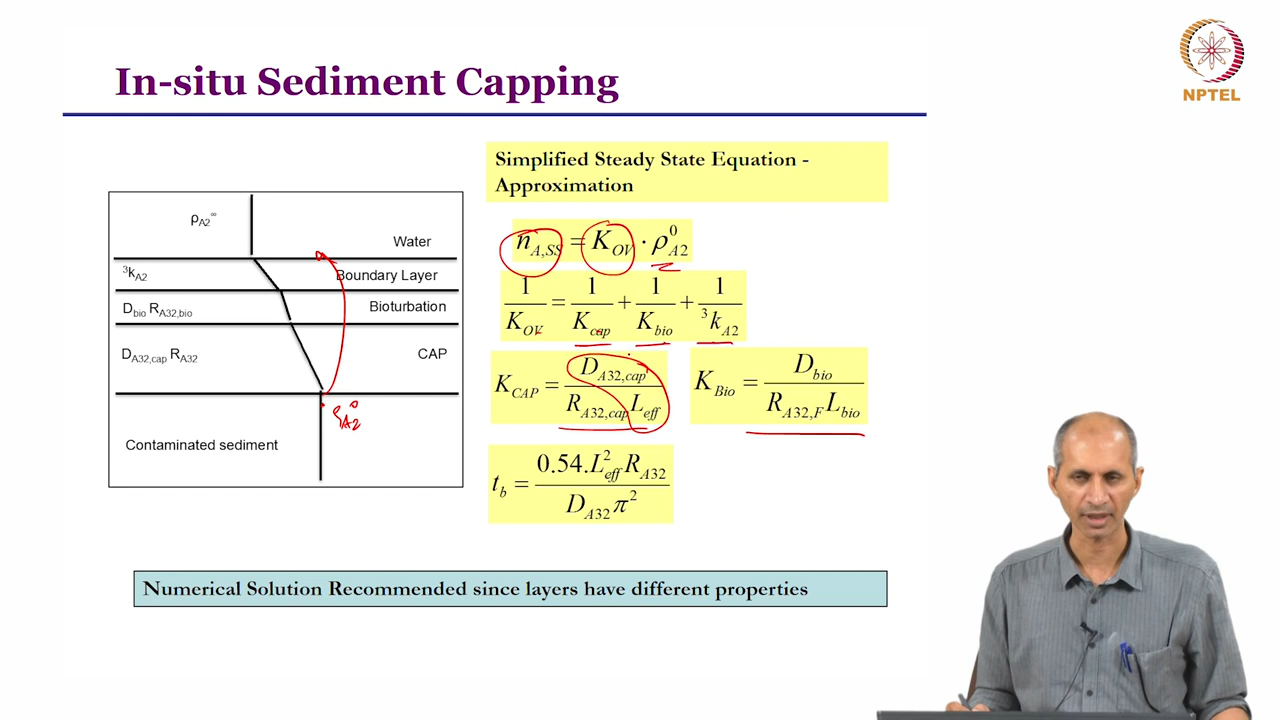 In-situ Sediment Capping
NPTEL
Simplified Steady State Equation -
Approximation
ρA2∞
Water
³kA2
Boundary Layer
Dbio RA32,bio
Bioturbation
DA32,cap RA32
CAP
ρA2⁰
Contaminated sediment
nA,SS = KOV · ρ⁰A2
1/KOV = 1/Kcap + 1/Kbio + 1/³kA2
KCAP = DA32,cap / RA32,cap Leff
KBio = Dbio / RA32,F Lbio
tb = 0.54.L²eff RA32 / DA32 π²
Numerical Solution Recommended since layers have different properties